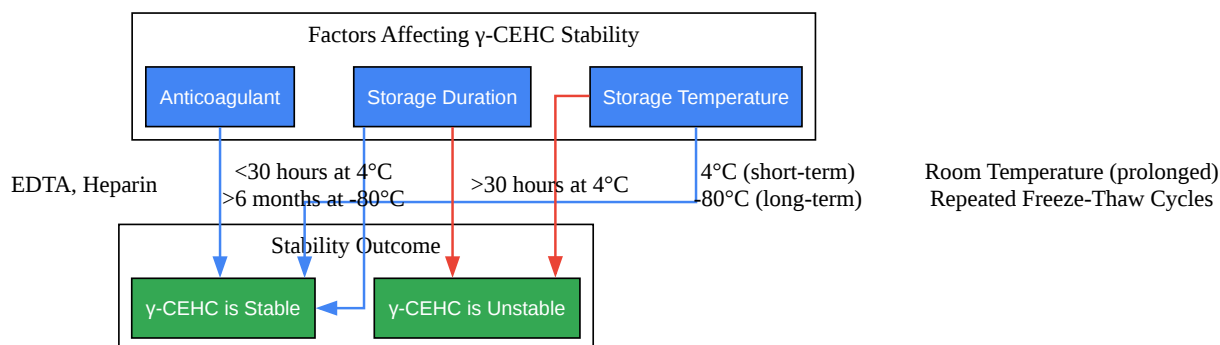 Factors Affecting γ-CEHC Stability
Anticoagulant
Storage Duration
Storage Temperature
EDTA, Heparin
<30 hours at 4°C
>6 months at -80°C
>30 hours at 4°C
4°C (short-term)
-80°C (long-term)
Room Temperature (prolonged)
Repeated Freeze-Thaw Cycles
Stability Outcome
γ-CEHC is Stable
γ-CEHC is Unstable